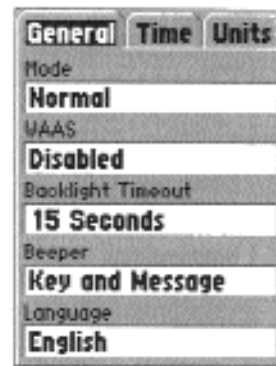 General Time Units
Mode
Normal
WAAS
Disabled
Backlight Timeout
15 Seconds
Beeper
Key and Message
Language
English